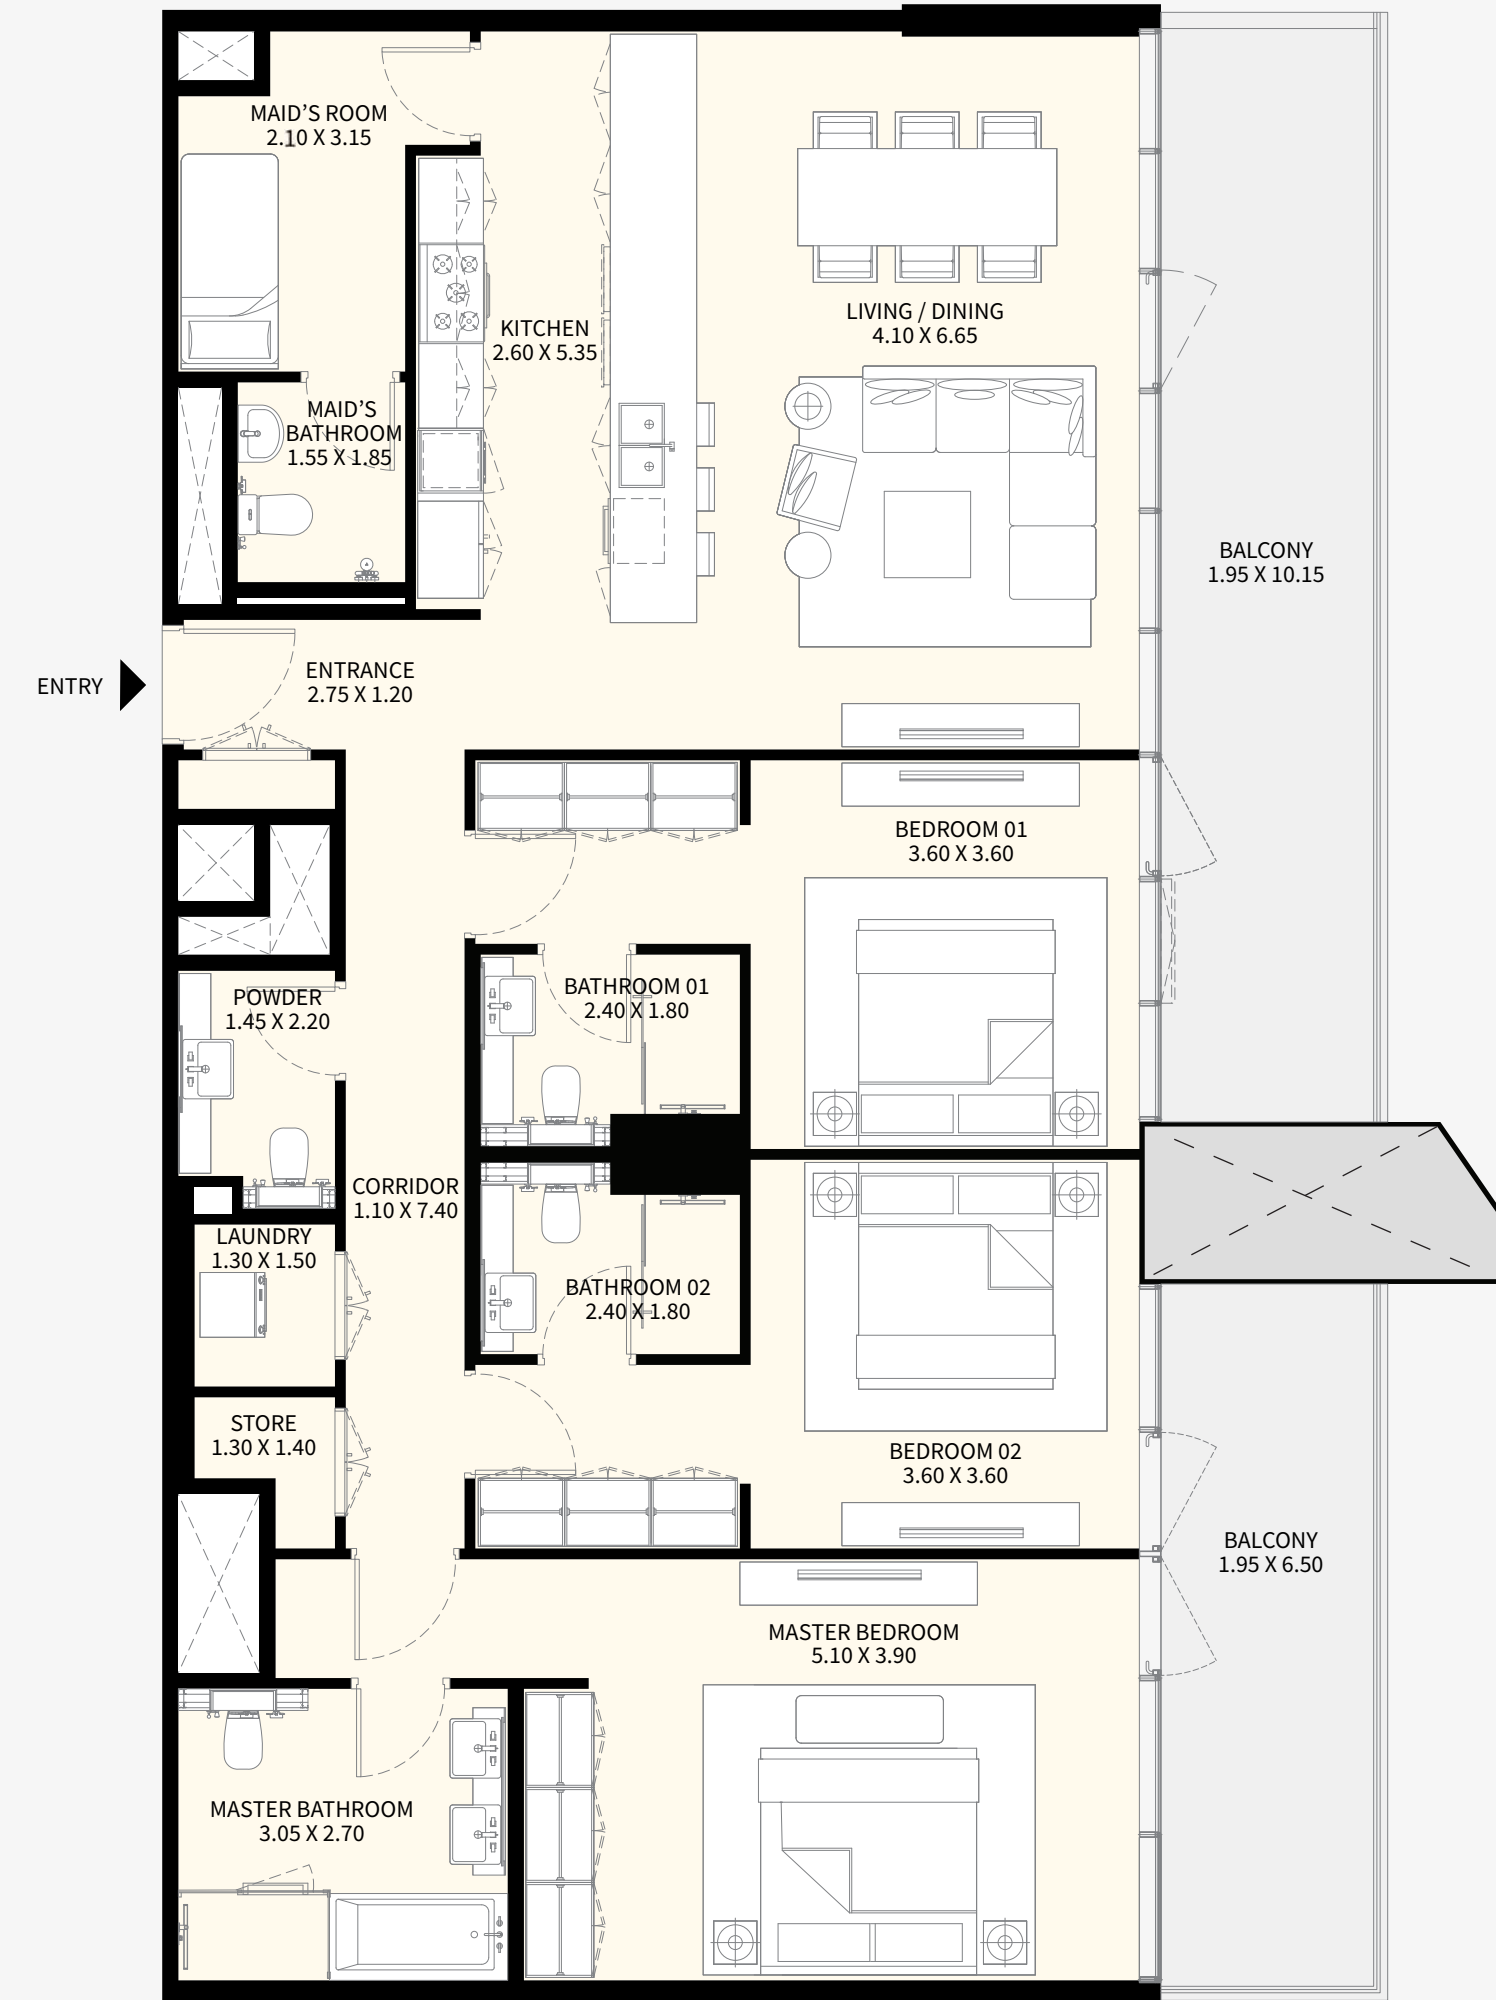 MAID'S ROOM
2.10 X 3.15
KITCHEN
2.60 X 5.35
LIVING / DINING
4.10 X 6.65
MAID'S
BATHROOM
1.55 X 1.85
BALCONY
1.95 X 10.15
ENTRY
ENTRANCE
2.75 X 1.20
BEDROOM 01
3.60 X 3.60
POWDER
1.45 X 2.20
BATHROOM 01
2.40 X 1.80
CORRIDOR
1.10 X 7.40
LAUNDRY
1.30 X 1.50
BATHROOM 02
2.40 X 1.80
STORE
1.30 X 1.40
BEDROOM 02
3.60 X 3.60
BALCONY
1.95 X 6.50
MASTER BEDROOM
5.10 X 3.90
MASTER BATHROOM
3.05 X 2.70